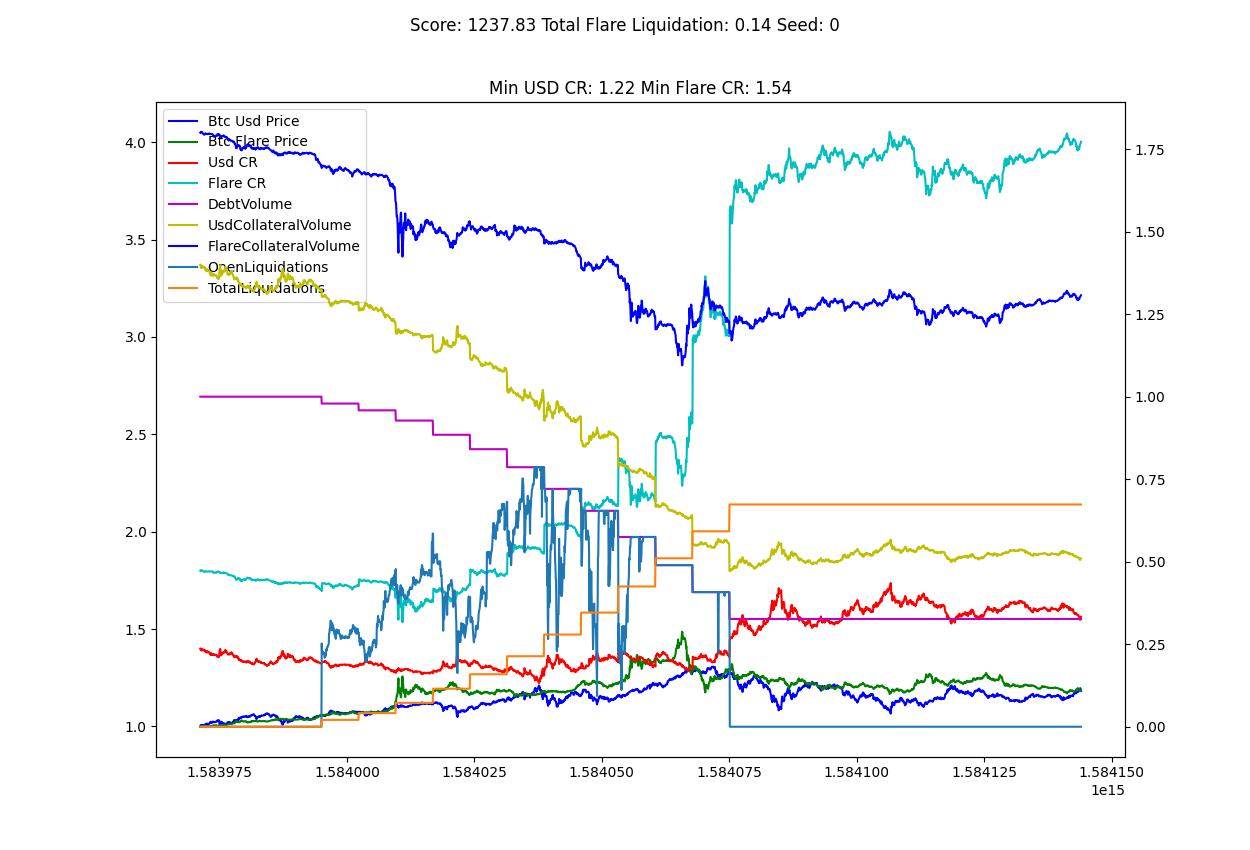 Score: 1237.83 Total Flare Liquidation: 0.14 Seed: 0
Min USD CR: 1.22 Min Flare CR: 1.54
Btc Usd Price
Btc Flare Price
Usd CR
Flare CR
DebtVolume
UsdCollateralVolume
FlareCollateralVolume
OpenLiquidations
TotalLiquidations
4.0
3.5
3.0
2.5
2.0
1.5
1.0
1.75
1.50
1.25
1.00
0.75
0.50
0.25
0.00
1.583975 1.584000 1.584025 1.584050 1.584075 1.584100 1.584125 1.584150
1e15